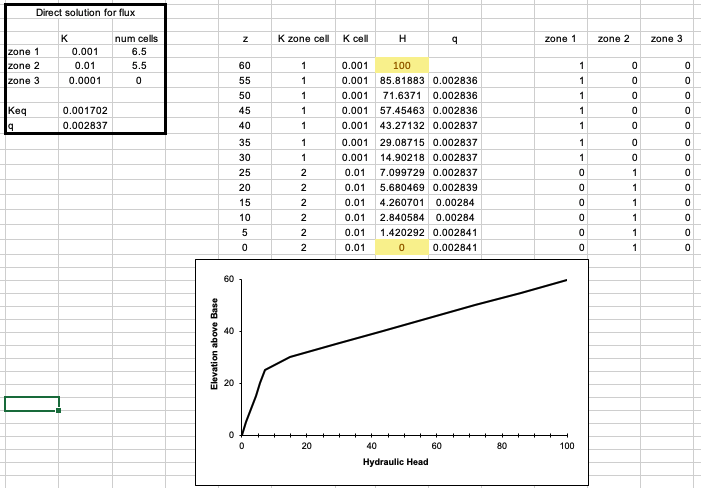 Direct solution for flux
K num cells z K zone cell K cell H q zone 1 zone 2 zone 3
zone 1 0.001 6.5
zone 2 0.01 5.5 60 1 0.001 100 1 0 0
zone 3 0.0001 0 55 1 0.001 85.81883 0.002836 1 0 0
50 1 0.001 71.6371 0.002836 1 0 0
Keq 0.001702 45 1 0.001 57.45463 0.002836 1 0 0
q 0.002837 40 1 0.001 43.27132 0.002837 1 0 0
35 1 0.001 29.08715 0.002837 1 0 0
30 1 0.001 14.90218 0.002837 1 0 0
25 2 0.01 7.099729 0.002837 0 1 0
20 2 0.01 5.680469 0.002839 0 1 0
15 2 0.01 4.260701 0.00284 0 1 0
10 2 0.01 2.840584 0.00284 0 1 0
5 2 0.01 1.420292 0.002841 0 1 0
0 2 0.01 0 0.002841 0 1 0
Elevation above Base
60
40
20
0
0 20 40 60 80 100
Hydraulic Head